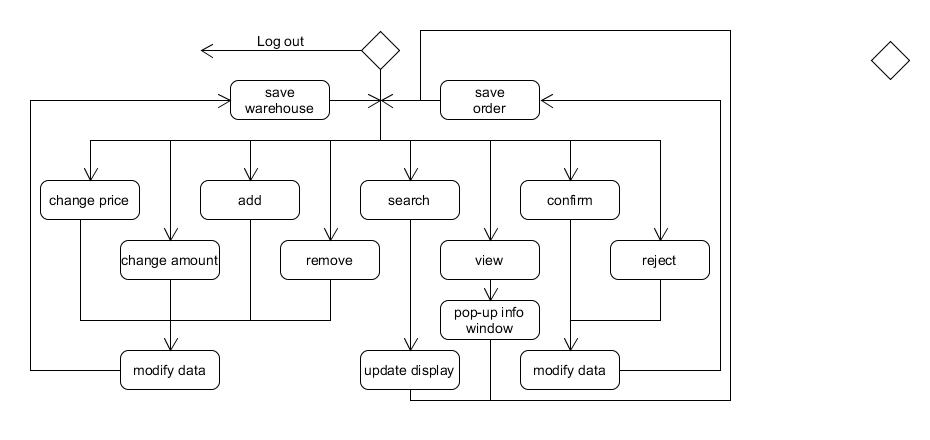 Log out
save
warehouse
save
order
change price
add
search
confirm
change amount
remove
view
reject
pop-up info
window
modify data
update display
modify data